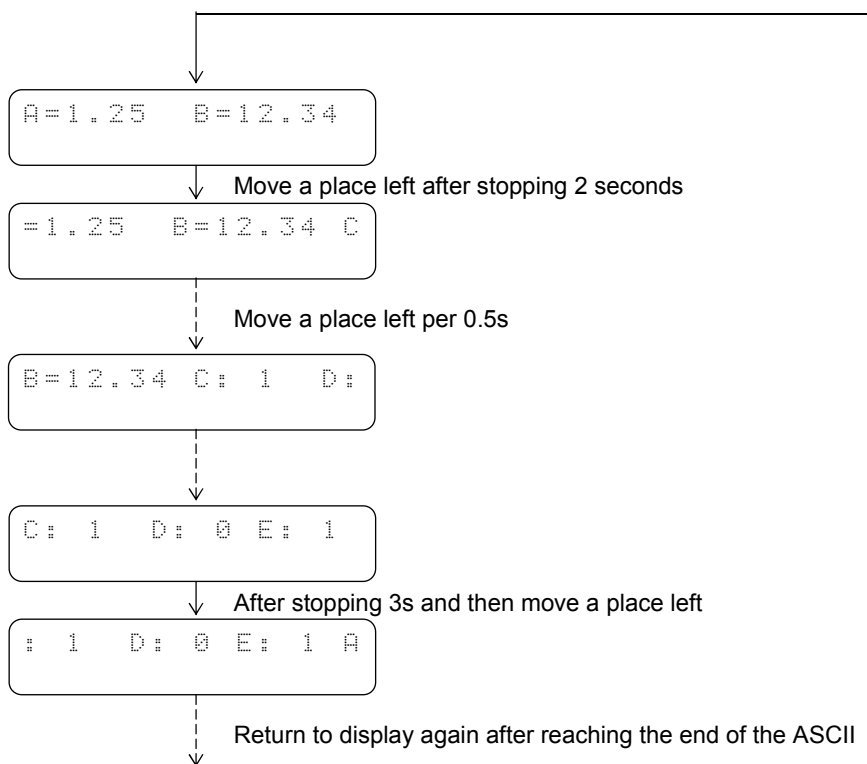 A=1.25  B=12.34
Move a place left after stopping 2 seconds
=1.25  B=12.34 C
Move a place left per 0.5s
B=12.34 C: 1  D:
C: 1  D: 0 E: 1
After stopping 3s and then move a place left
: 1  D: 0 E: 1 A
Return to display again after reaching the end of the ASCII